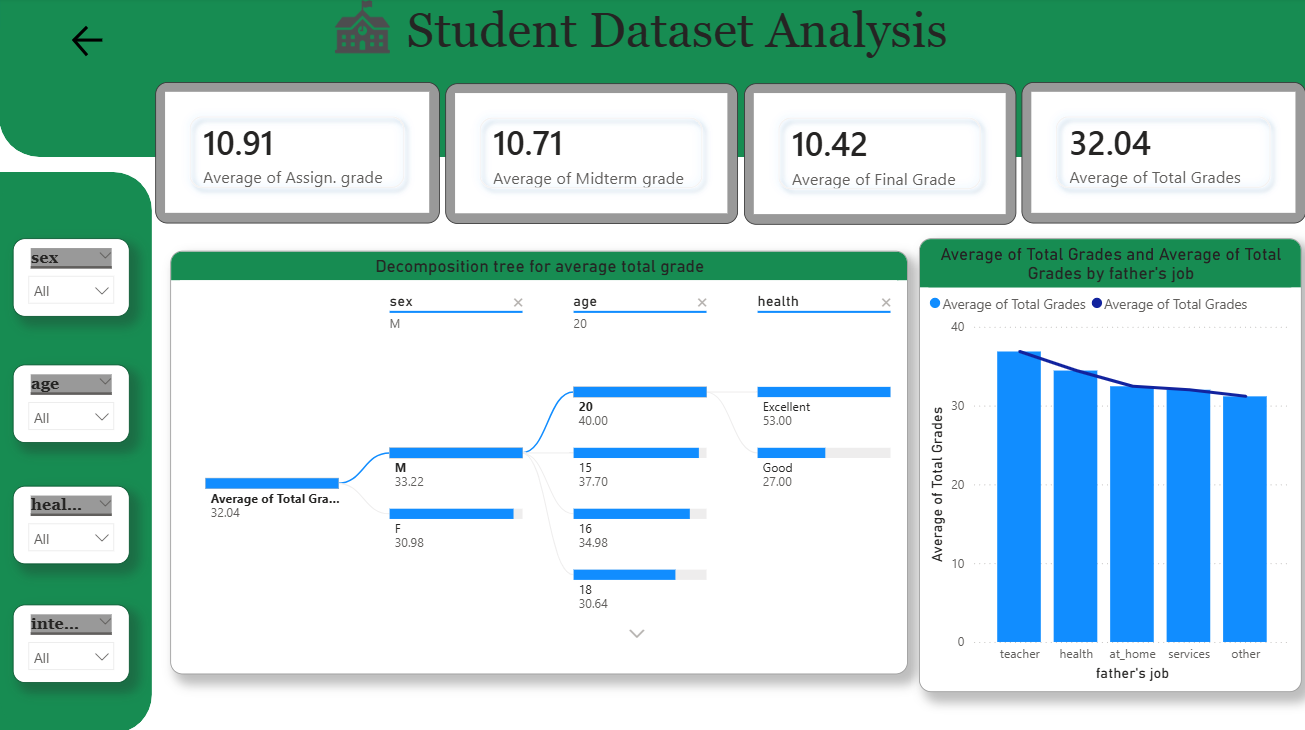 Student Dataset Analysis
10.91
Average of Assign. grade
10.71
Average of Midterm grade
10.42
Average of Final Grade
32.04
Average of Total Grades
sex
All
age
All
heal...
All
inte...
All
Decomposition tree for average total grade
sex
M
age
20
health
Average of Total Gra...
32.04
M
33.22
F
30.98
20
40.00
15
37.70
16
34.98
18
30.64
Excellent
53.00
Good
27.00
Average of Total Grades and Average of Total
Grades by father's job
Average of Total Grades Average of Total Grades
Average of Total Grades
40
30
20
10
0
teacher health at_home services other
father's job